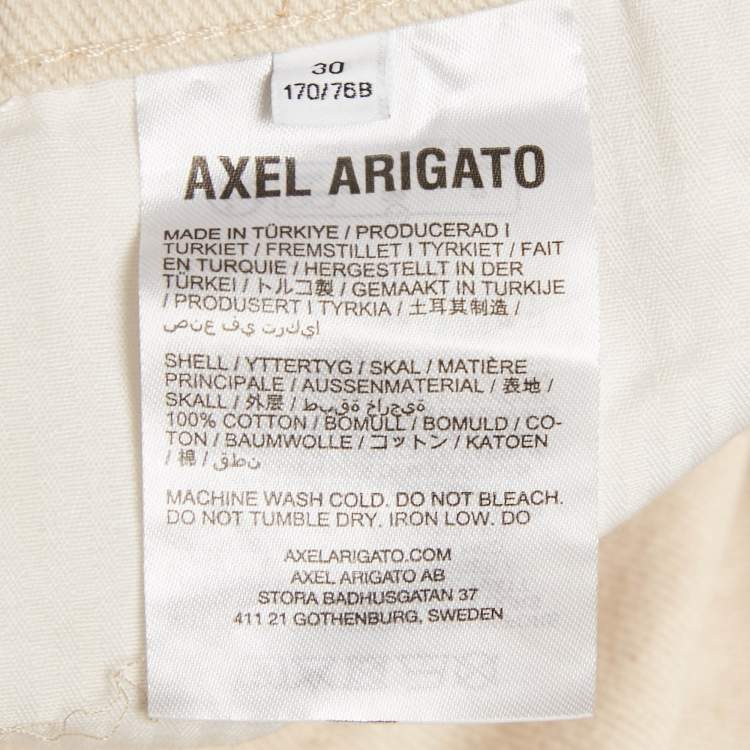 30
170/76B
AXEL ARIGATO
MADE IN TÜRKIYE / PRODUCERAD I
TURKIET / FREMSTILLET I TYRKIET / FAIT
EN TURQUIE / HERGESTELLT IN DER
TÜRKEI / トルコ製 / GEMAAKT IN TURKIJE
/ PRODUSERT I TYRKIA / 土耳其制造 /
صنع في تركيا
SHELL / YTTERTYG / SKAL / MATIÈRE
PRINCIPALE / AUSSENMATERIAL / 表地 /
SKALL / 外层 / طبقة خارجية
100% COTTON / BOMULL / BOMULD / CO-
TON / BAUMWOLLE / コットン / KATOEN
/ 棉 / قطن
MACHINE WASH COLD. DO NOT BLEACH.
DO NOT TUMBLE DRY, IRON LOW. DO
AXELARIGATO.COM
AXEL ARIGATO AB
STORA BADHUSGATAN 37
411 21 GOTHENBURG, SWEDEN